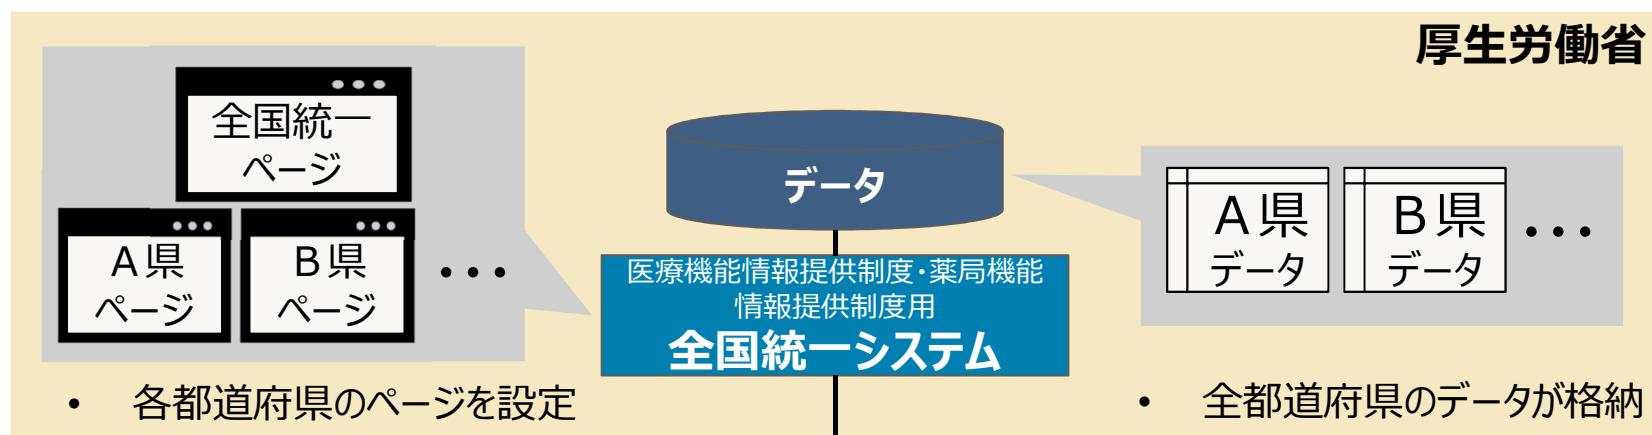 厚生労働省
全国統一
ページ
A県
ページ
B県
ページ
・・・
データ
医療機能情報提供制度・薬局機能
情報提供制度用
全国統一システム
A県
データ
B県
データ
・・・
• 各都道府県のページを設定
• 全都道府県のデータが格納